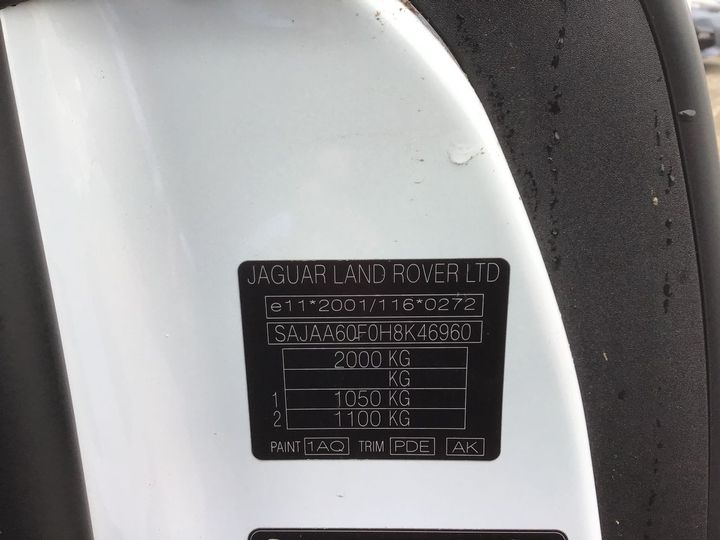 JAGUAR LAND ROVER LTD
e11*2001/116*0272
SAJAA60F0H8K46960
2000 KG
KG
1 1050 KG
2 1100 KG
PAINT 1AQ TRIM PDE AK